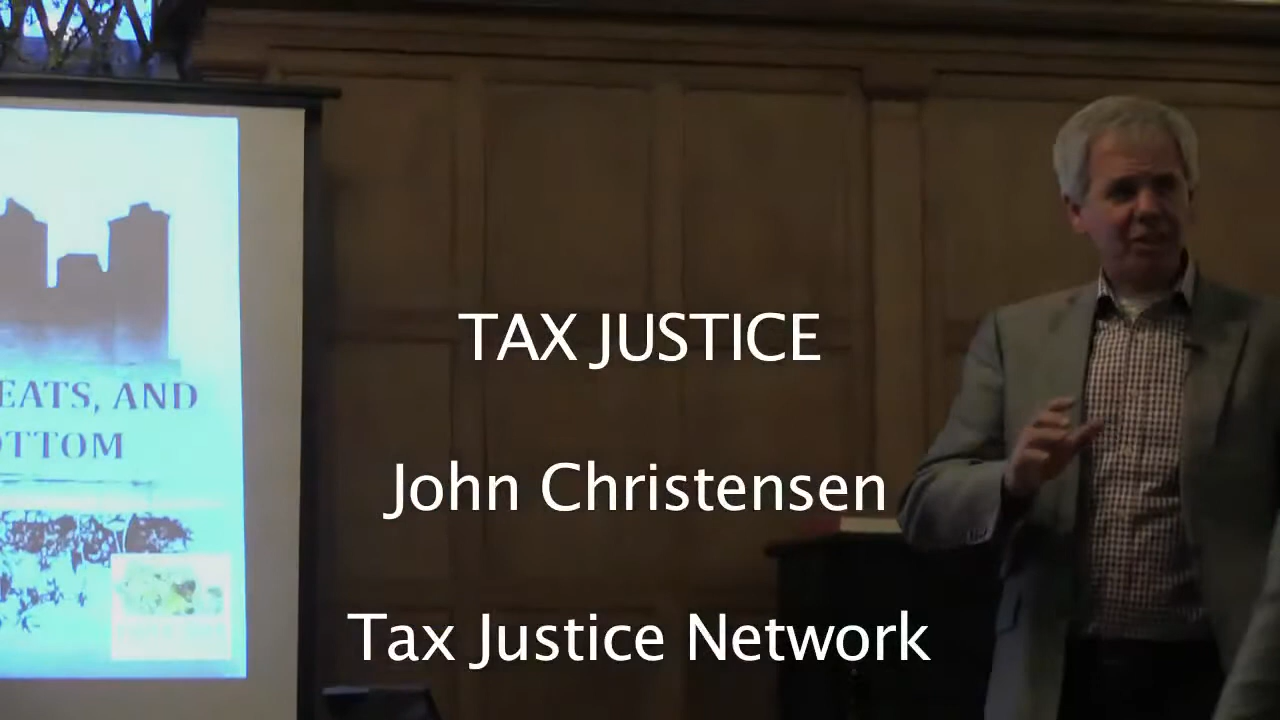 EATS, AND
OTTOM
TAX JUSTICE
John Christensen
Tax Justice Network